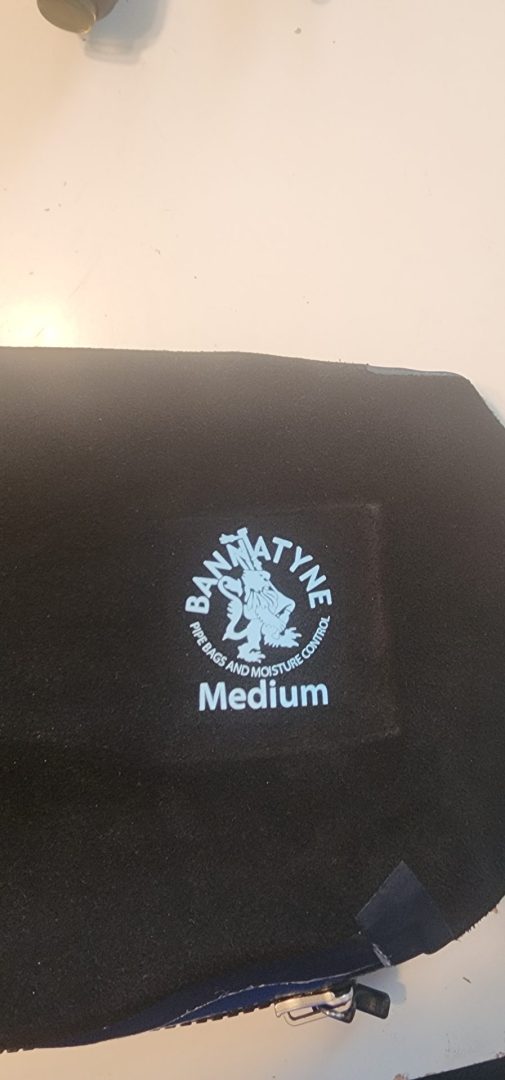 BANNATYNE
PIPE BAGS AND MOISTURE CONTROL
Medium